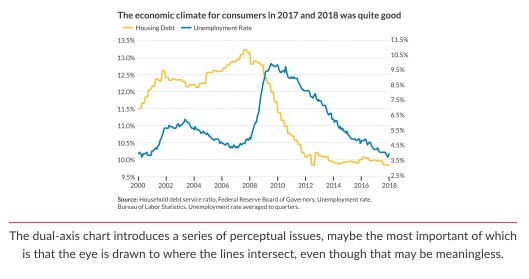 The economic climate for consumers in 2017 and 2018 was quite good
Housing Debt Unemployment Rate
13.5% 11.5%
13.0% 10.5%
12.5% 9.5%
12.0% 8.5%
11.5% 7.5%
11.0% 6.5%
10.5% 5.5%
10.0% 4.5%
3.5%
9.5% 2.5%
2000 2002 2004 2006 2008 2010 2012 2014 2016 2018
Source: Household debt service ratio, Federal Reserve Board of Governors; Unemployment rate,
Bureau of Labor Statistics. Unemployment rate averaged to quarters.
The dual-axis chart introduces a series of perceptual issues, maybe the most important of which
is that the eye is drawn to where the lines intersect, even though that may be meaningless.